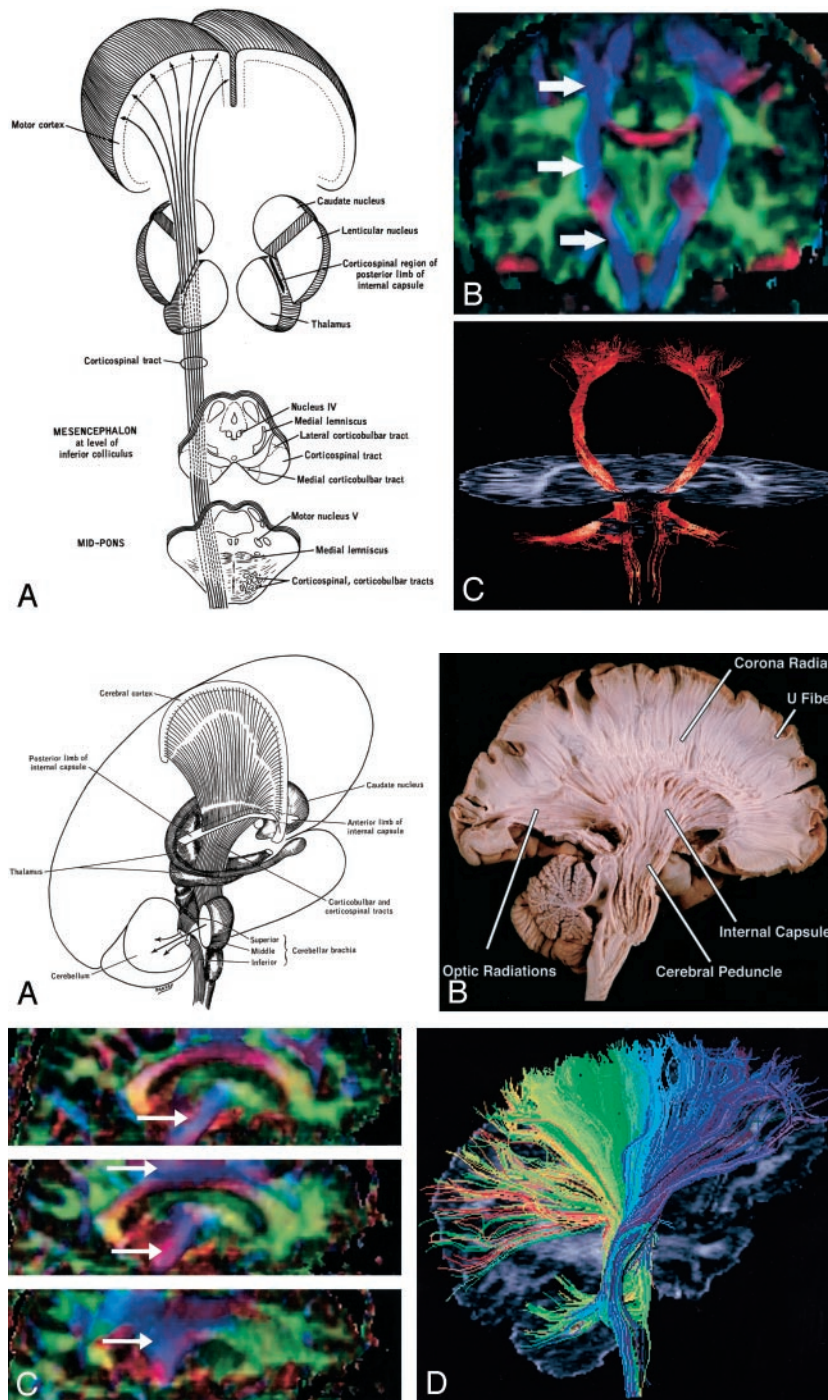 Motor cortex
Caudate nucleus
Lenticular nucleus
Corticospinal region of
posterior limb of
internal capsule
Thalamus
Corticospinal tract
MESENCEPHALON
at level of
inferior colliculus
Nucleus IV
Medial lemniscus
Lateral corticobulbar tract
Corticospinal tract
Medial corticobulbar tract
MID-PONS
Motor nucleus V
Medial lemniscus
Corticospinal, corticobulbar tracts
A
B
C
Cerebral cortex
Posterior limb of
internal capsule
Caudate nucleus
Anterior limb of
internal capsule
Thalamus
Corticobulbar and
corticospinal tracts
Superior
Middle
Inferior
Cerebellar brachia
Cerebellum
A
Corona Radiat
U Fibe
Internal Capsule
Optic Radiations
Cerebral Peduncle
B
C
D